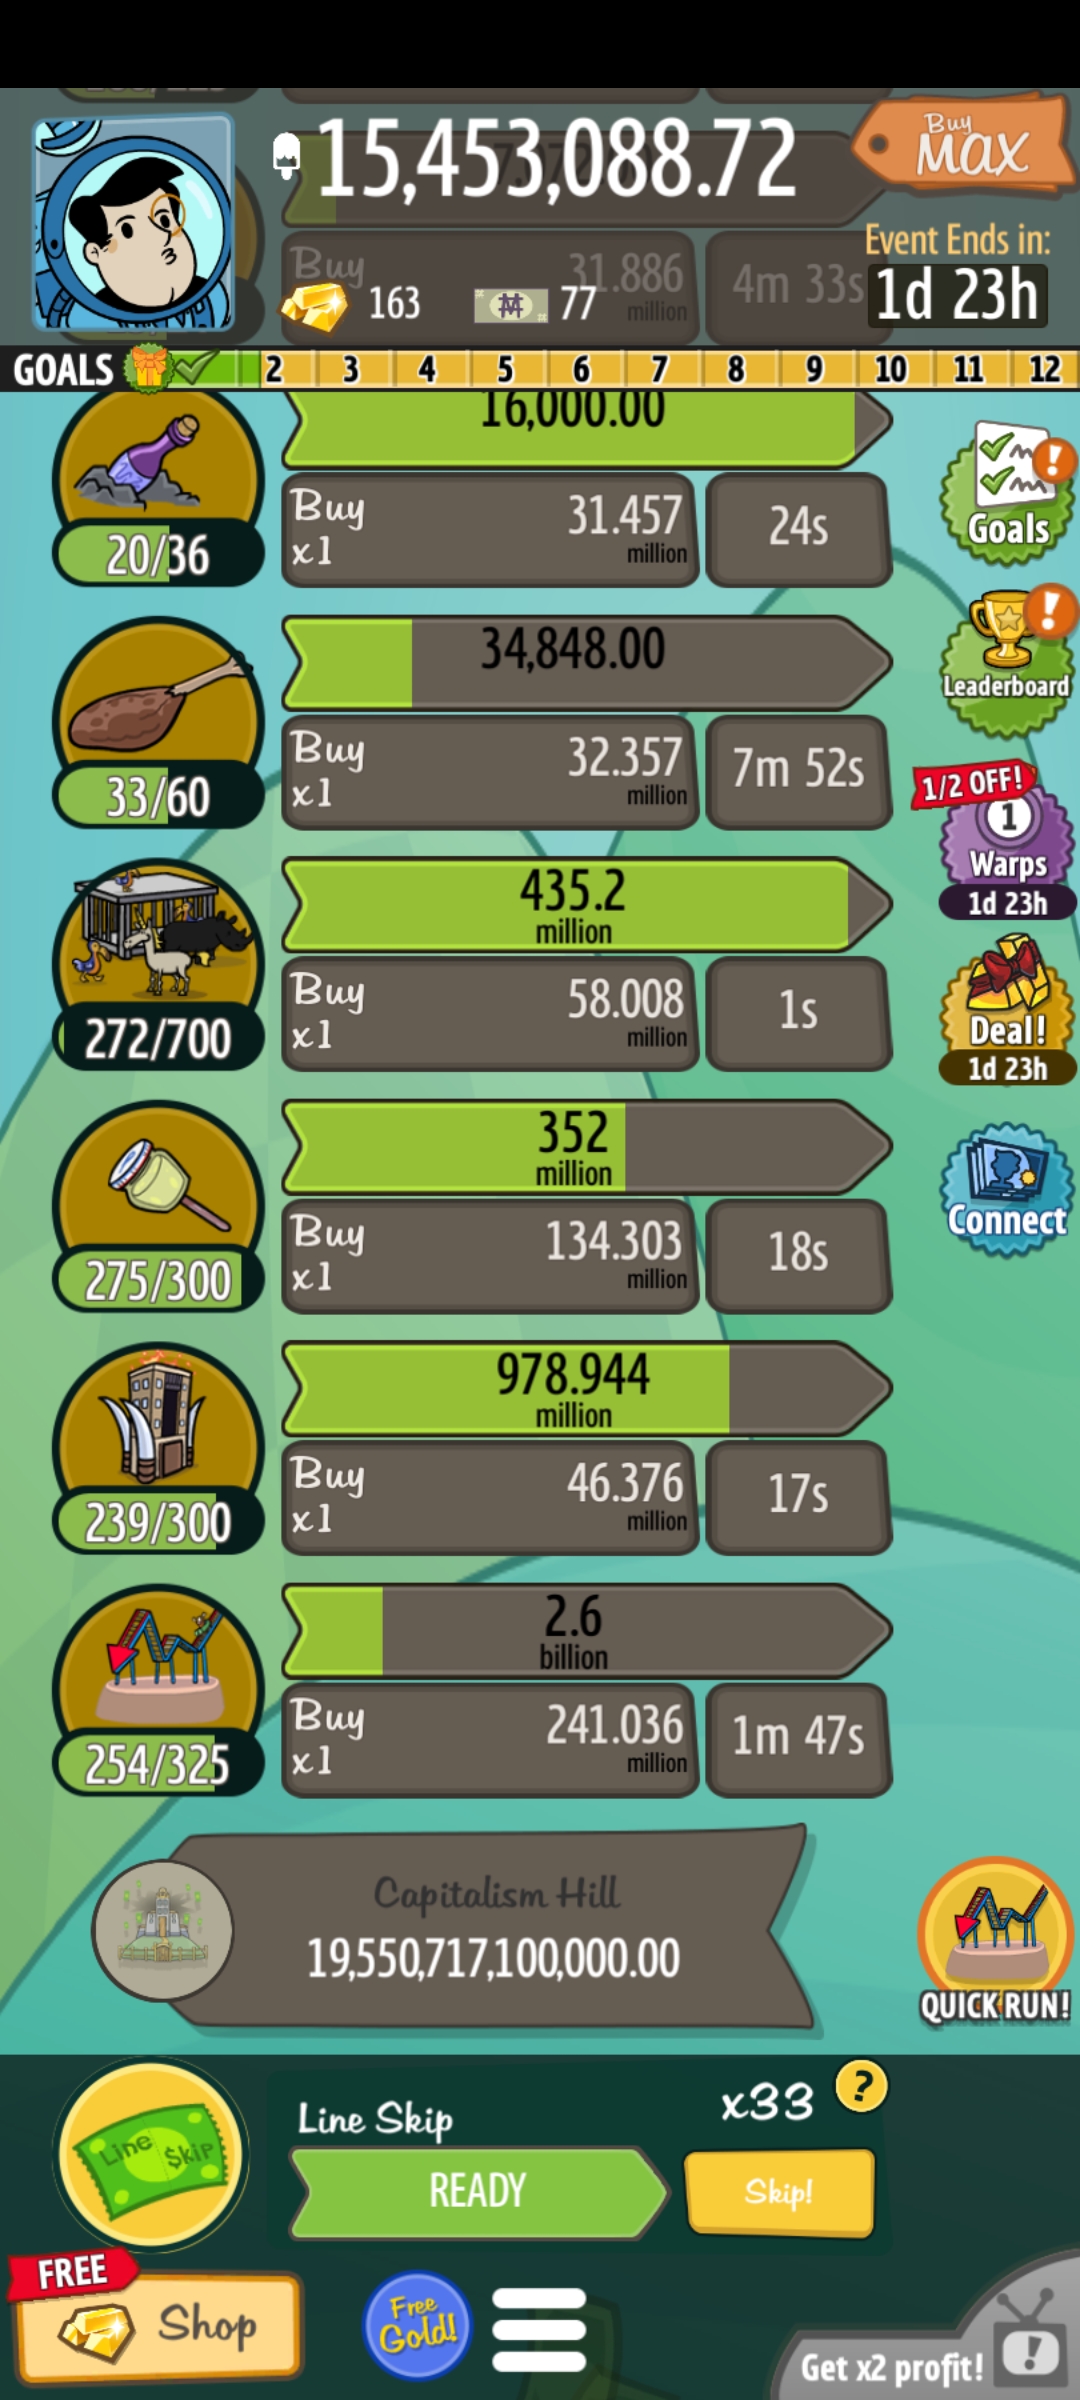 Buy
MAX
15,453,088.72
Event Ends in:
1d 23h
Buy
31.886
million
4m 33s
163
77
GOALS 2 3 4 5 6 7 8 9 10 11 12
16,000.00
20/36
Buy
x1
31.457
million
24s
Goals
34,848.00
33/60
Buy
x1
32.357
million
7m 52s
Leaderboard
1/2 OFF!
1
Warps
1d 23h
435.2
million
272/700
Buy
x1
58.008
million
1s
Deal!
1d 23h
352
million
275/300
Buy
x1
134.303
million
18s
Connect
978.944
million
239/300
Buy
x1
46.376
million
17s
2.6
billion
254/325
Buy
x1
241.036
million
1m 47s
Capitalism Hill
19,550,717,100,000.00
QUICK RUN!
Line $kip
Line Skip
x33
?
READY
Skip!
FREE
Shop
Free
Gold!
Get x2 profit!